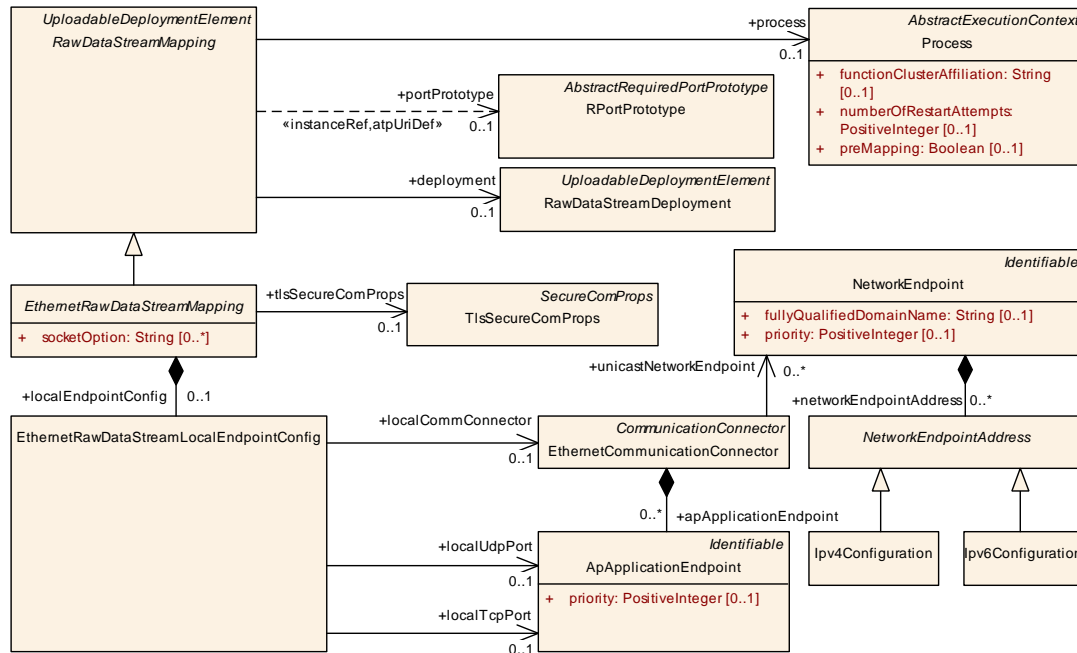 UploadableDeploymentElement
RawDataStreamMapping
+process
0..1
AbstractExecutionContext
Process
+ functionClusterAffiliation: String
[0..1]
+ numberOfRestartAttempts:
PositiveInteger [0..1]
+ preMapping: Boolean [0..1]
+portPrototype
«instanceRef,atpUriDef»
0..1
AbstractRequiredPortPrototype
RPortPrototype
+deployment
0..1
UploadableDeploymentElement
RawDataStreamDeployment
EthernetRawDataStreamMapping
+ socketOption: String [0..*]
+tlsSecureComProps
0..1
SecureComProps
TlsSecureComProps
Identifiable
NetworkEndpoint
+ fullyQualifiedDomainName: String [0..1]
+ priority: PositiveInteger [0..1]
+localEndpointConfig
0..1
+unicastNetworkEndpoint
0..*
+networkEndpointAddress
0..*
EthernetRawDataStreamLocalEndpointConfig
+localCommConnector
0..1
CommunicationConnector
EthernetCommunicationConnector
NetworkEndpointAddress
0..*
+apApplicationEndpoint
+localUdpPort
0..1
Identifiable
ApApplicationEndpoint
+ priority: PositiveInteger [0..1]
Ipv4Configuration
Ipv6Configuration
+localTcpPort
0..1